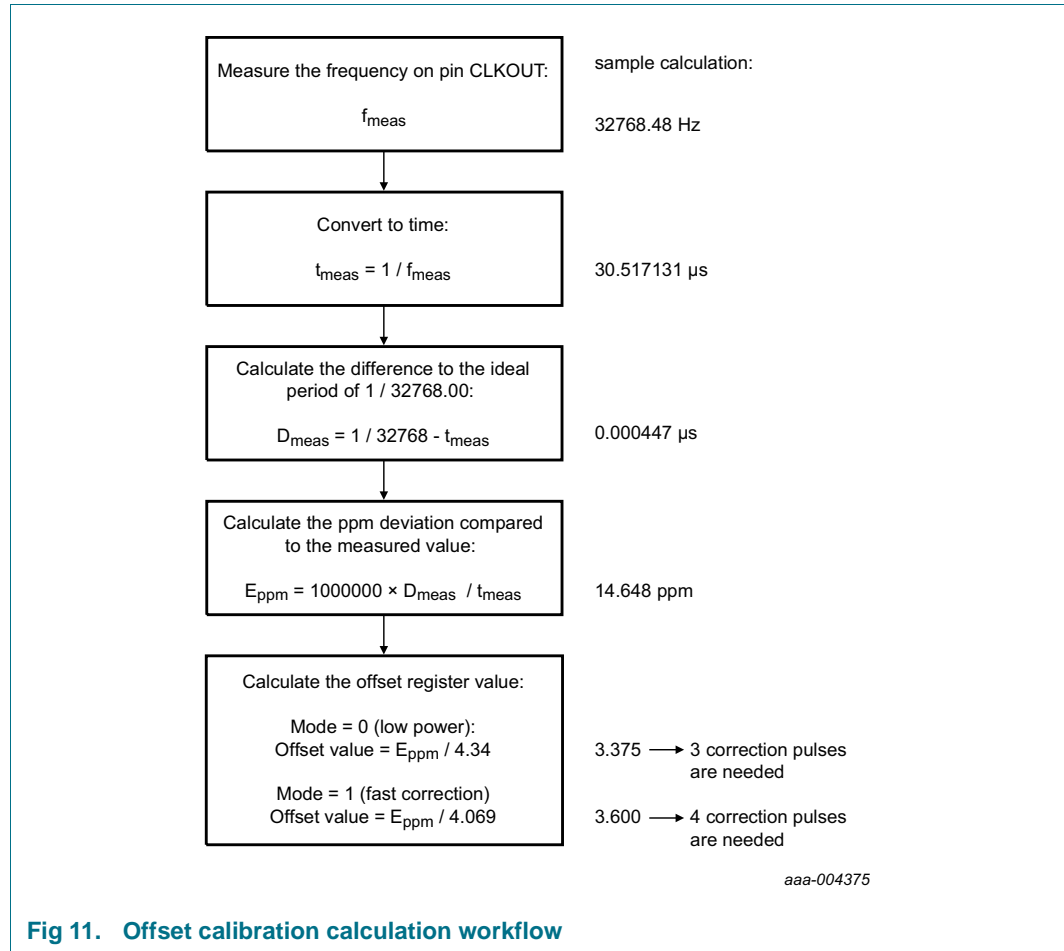 Measure the frequency on pin CLKOUT:
fmeas
sample calculation:
32768.48 Hz
Convert to time:
tmeas = 1 / fmeas
30.517131 μs
Calculate the difference to the ideal
period of 1 / 32768.00:
Dmeas = 1 / 32768 - tmeas
0.000447 μs
Calculate the ppm deviation compared
to the measured value:
Eppm = 1000000 × Dmeas / tmeas
14.648 ppm
Calculate the offset register value:
Mode = 0 (low power):
Offset value = Eppm / 4.34
3.375 → 3 correction pulses
are needed
Mode = 1 (fast correction)
Offset value = Eppm / 4.069
3.600 → 4 correction pulses
are needed
aaa-004375
Fig 11. Offset calibration calculation workflow